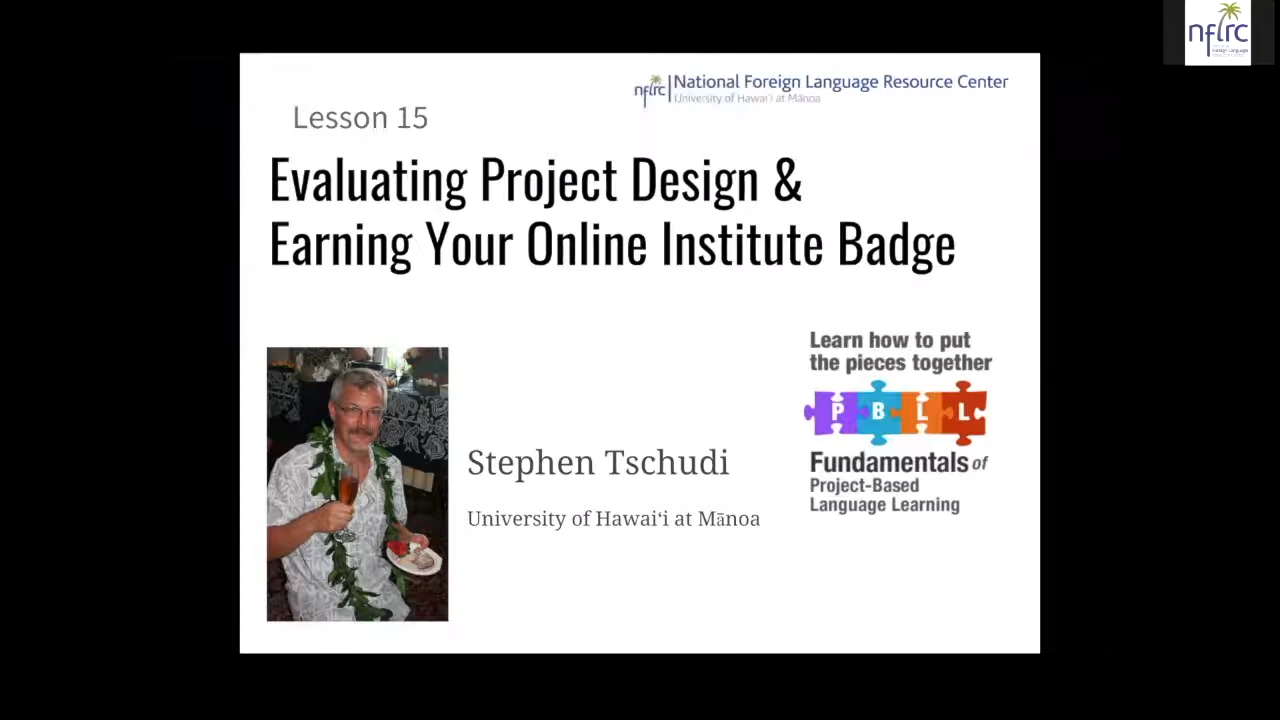 nflrc
nflrc National Foreign Language Resource Center
University of Hawai'i at Mānoa
Lesson 15
Evaluating Project Design &
Earning Your Online Institute Badge
Learn how to put
the pieces together
P B L L
Fundamentals of
Project-Based
Language Learning
Stephen Tschudi
University of Hawai‘i at Mānoa